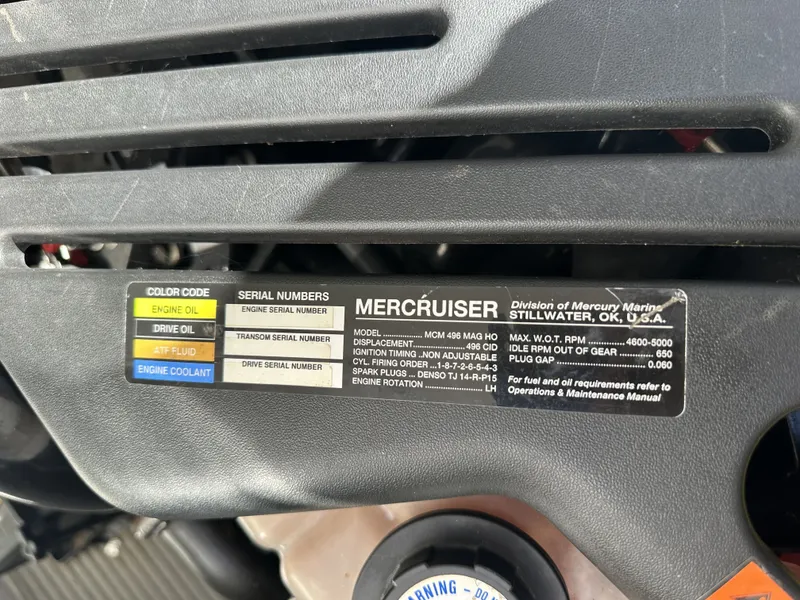 COLOR CODE
ENGINE OIL
DRIVE OIL
ATF FLUID
ENGINE COOLANT
SERIAL NUMBERS
ENGINE SERIAL NUMBER
TRANSOM SERIAL NUMBER
DRIVE SERIAL NUMBER
MERCRUISER
Division of Mercury Marine
STILLWATER, OK, U.S.A.
MODEL .................. MCM 496 MAG HO
DISPLACEMENT.................. 496 CID
IGNITION TIMING ..NON ADJUSTABLE
CYL. FIRING ORDER ...1-8-7-2-6-5-4-3
SPARK PLUGS ... DENSO TJ 14-R-P15
ENGINE ROTATION .................. LH
MAX. W.O.T. RPM .................. 4600-5000
IDLE RPM OUT OF GEAR .......... 650
PLUG GAP .................. 0.060
For fuel and oil requirements refer to
Operations & Maintenance Manual
WARNING - DO